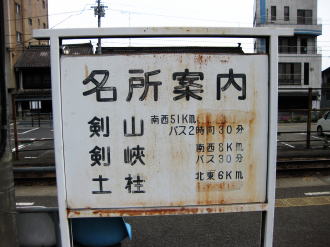 名所案内
剣山 南西51Km
バス2時間30分
剣峡 南西8Km
バス30分
土柱 北東6Km